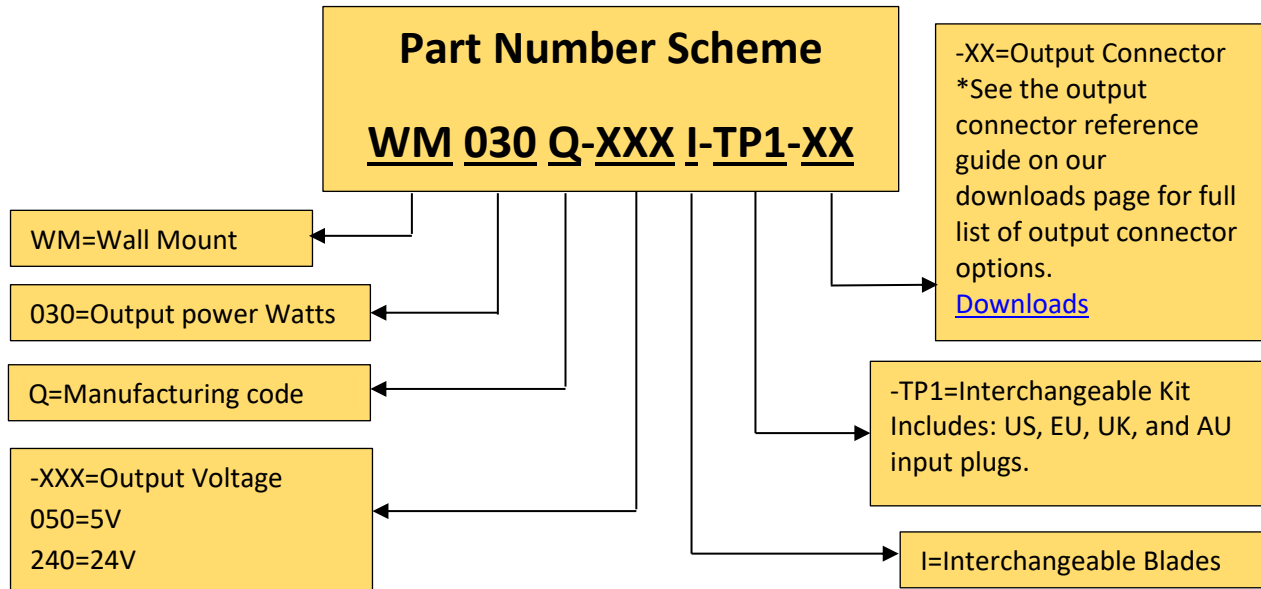 Part Number Scheme
WM 030 Q-XXX I-TP1-XX
-XX=Output Connector
*See the output
connector reference
guide on our
downloads page for full
list of output connector
options.
Downloads
WM=Wall Mount
030=Output power Watts
Q=Manufacturing code
-XXX=Output Voltage
050=5V
240=24V
-TP1=Interchangeable Kit
Includes: US, EU, UK, and AU
input plugs.
I=Interchangeable Blades